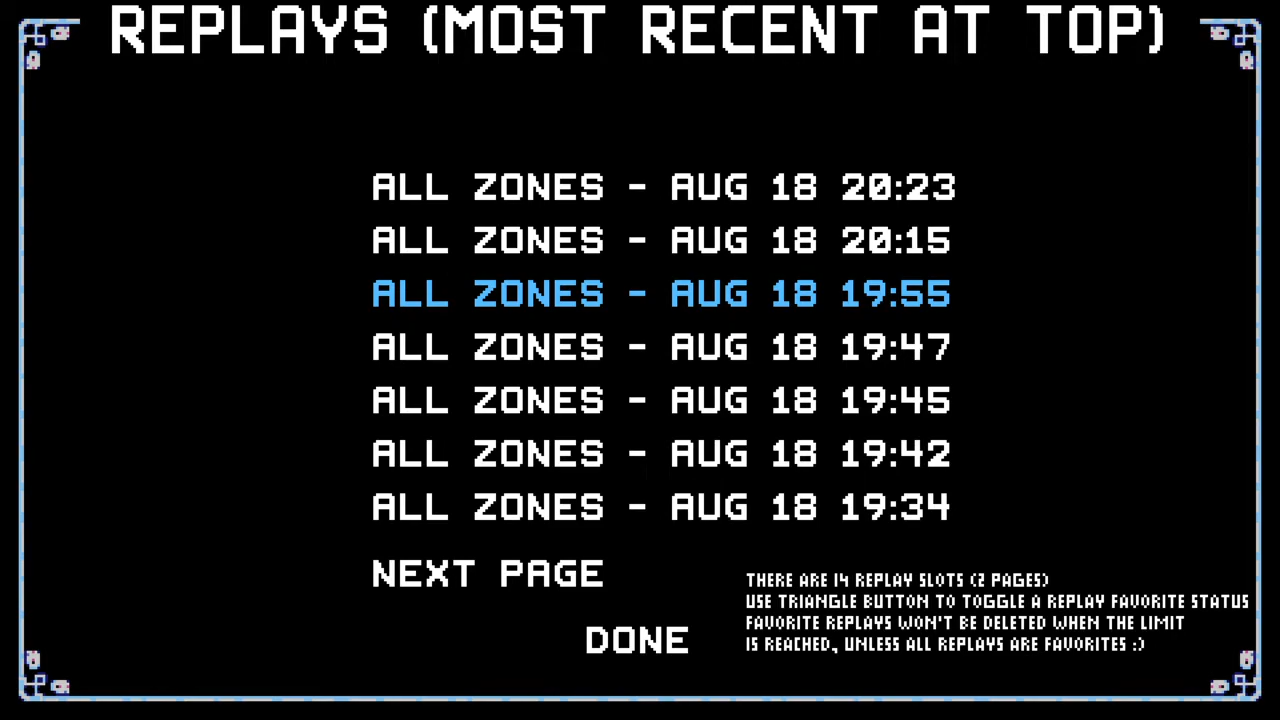 REPLAYS (MOST RECENT AT TOP)
ALL ZONES - AUG 18 20:23
ALL ZONES - AUG 18 20:15
ALL ZONES - AUG 18 19:55
ALL ZONES - AUG 18 19:47
ALL ZONES - AUG 18 19:45
ALL ZONES - AUG 18 19:42
ALL ZONES - AUG 18 19:34
NEXT PAGE
THERE ARE 14 REPLAY SLOTS (2 PAGES)
USE TRIANGLE BUTTON TO TOGGLE A REPLAY FAVORITE STATUS
FAVORITE REPLAYS WON'T BE DELETED WHEN THE LIMIT
IS REACHED, UNLESS ALL REPLAYS ARE FAVORITES :)
DONE